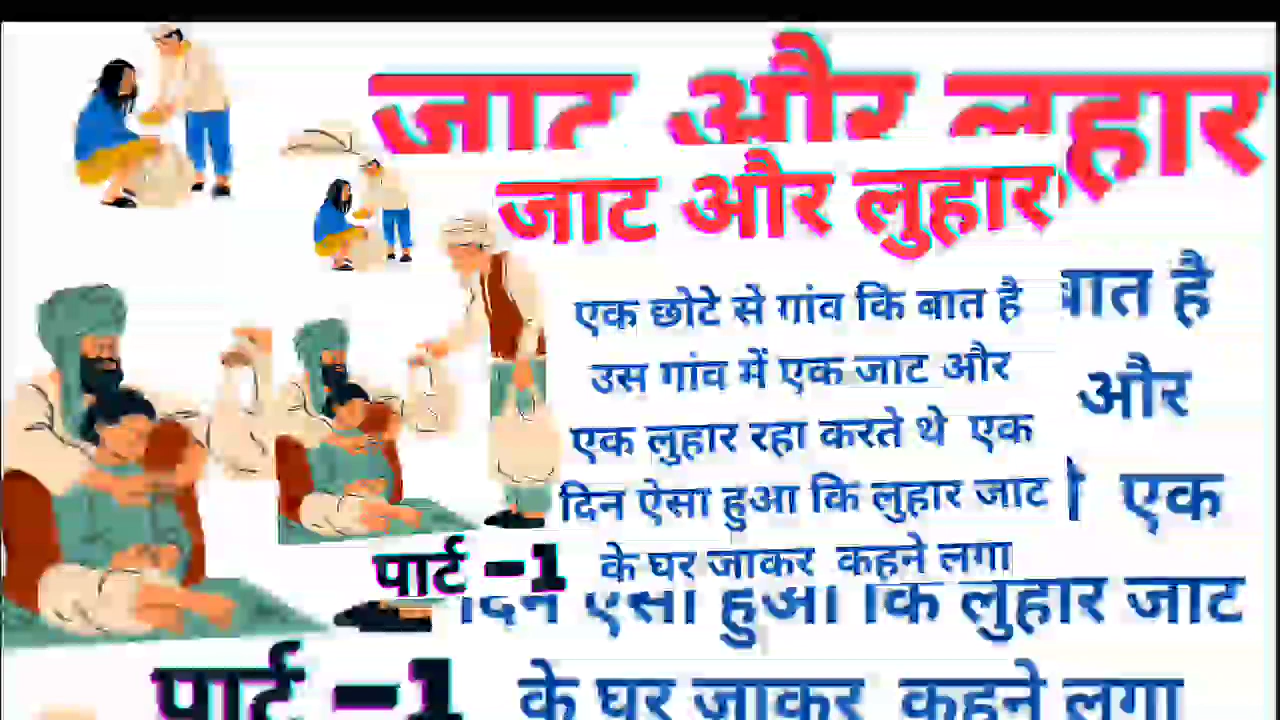 जाट और लुहार
जाट और लुहार
एक छोटे से गांव कि बात है
उस गांव में एक जाट और
एक लुहार रहा करते थे एक
दिन ऐसा हुआ कि लुहार जाट
के घर जाकर कहने लगा
पार्ट -1
बात है
और
एक
दिन ऐसा हुआ कि लुहार जाट
पार्ट -1
के घर जाकर कहने लगा